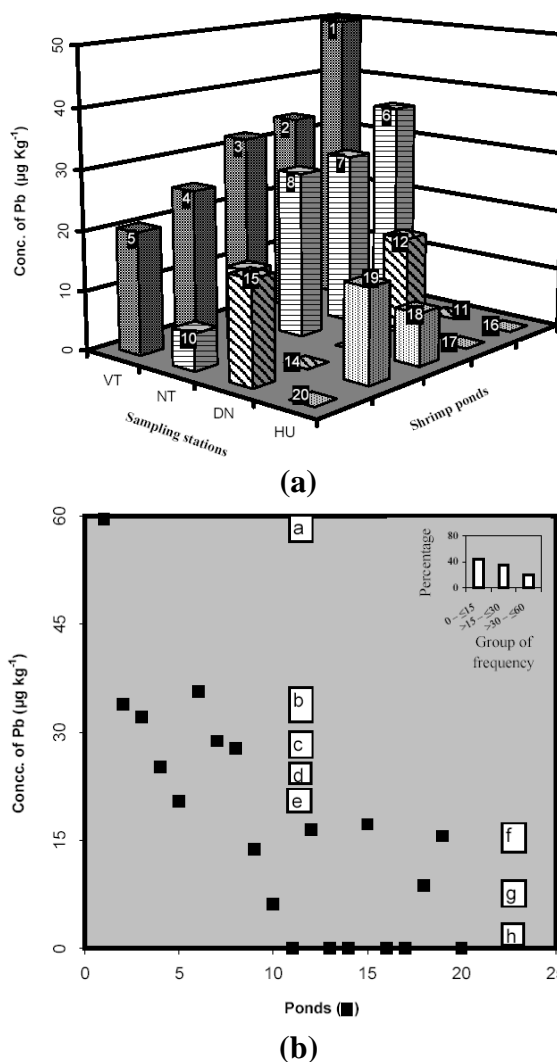 50
40
30
20
10
0
Conc. of Pb (µg Kg⁻¹)
1
2
3
4
5
6
7
8
10
15
19
12
18
11
14
17
16
20
VT
NT
DN
HU
Sampling stations
Shrimp ponds
(a)
60
45
30
15
0
Concc. of Pb (µg kg⁻¹)
a
b
c
d
e
f
g
h
Percentage
80
40
0
0 – ≤15
>15 – ≤30
>30 – ≤60
Group of
frequency
0
5
10
15
20
25
Ponds (■)
(b)